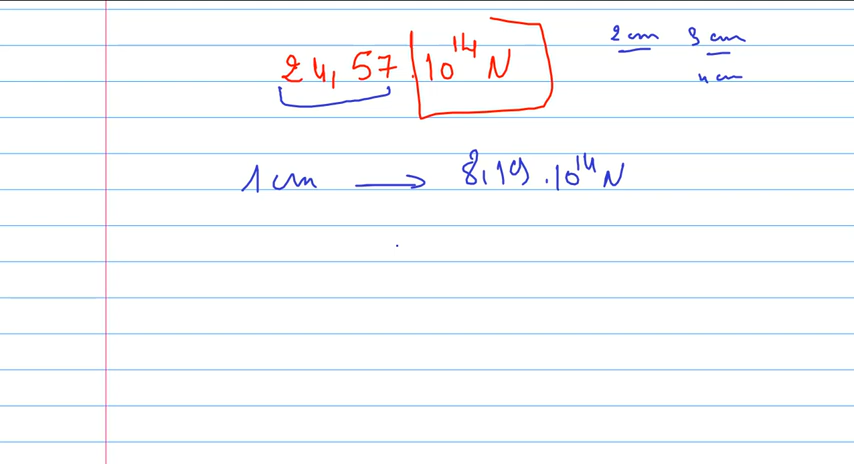 24,57.10¹⁴ N
2 cm 3 cm
4 cm
1 cm → 8,19.10¹⁴ N